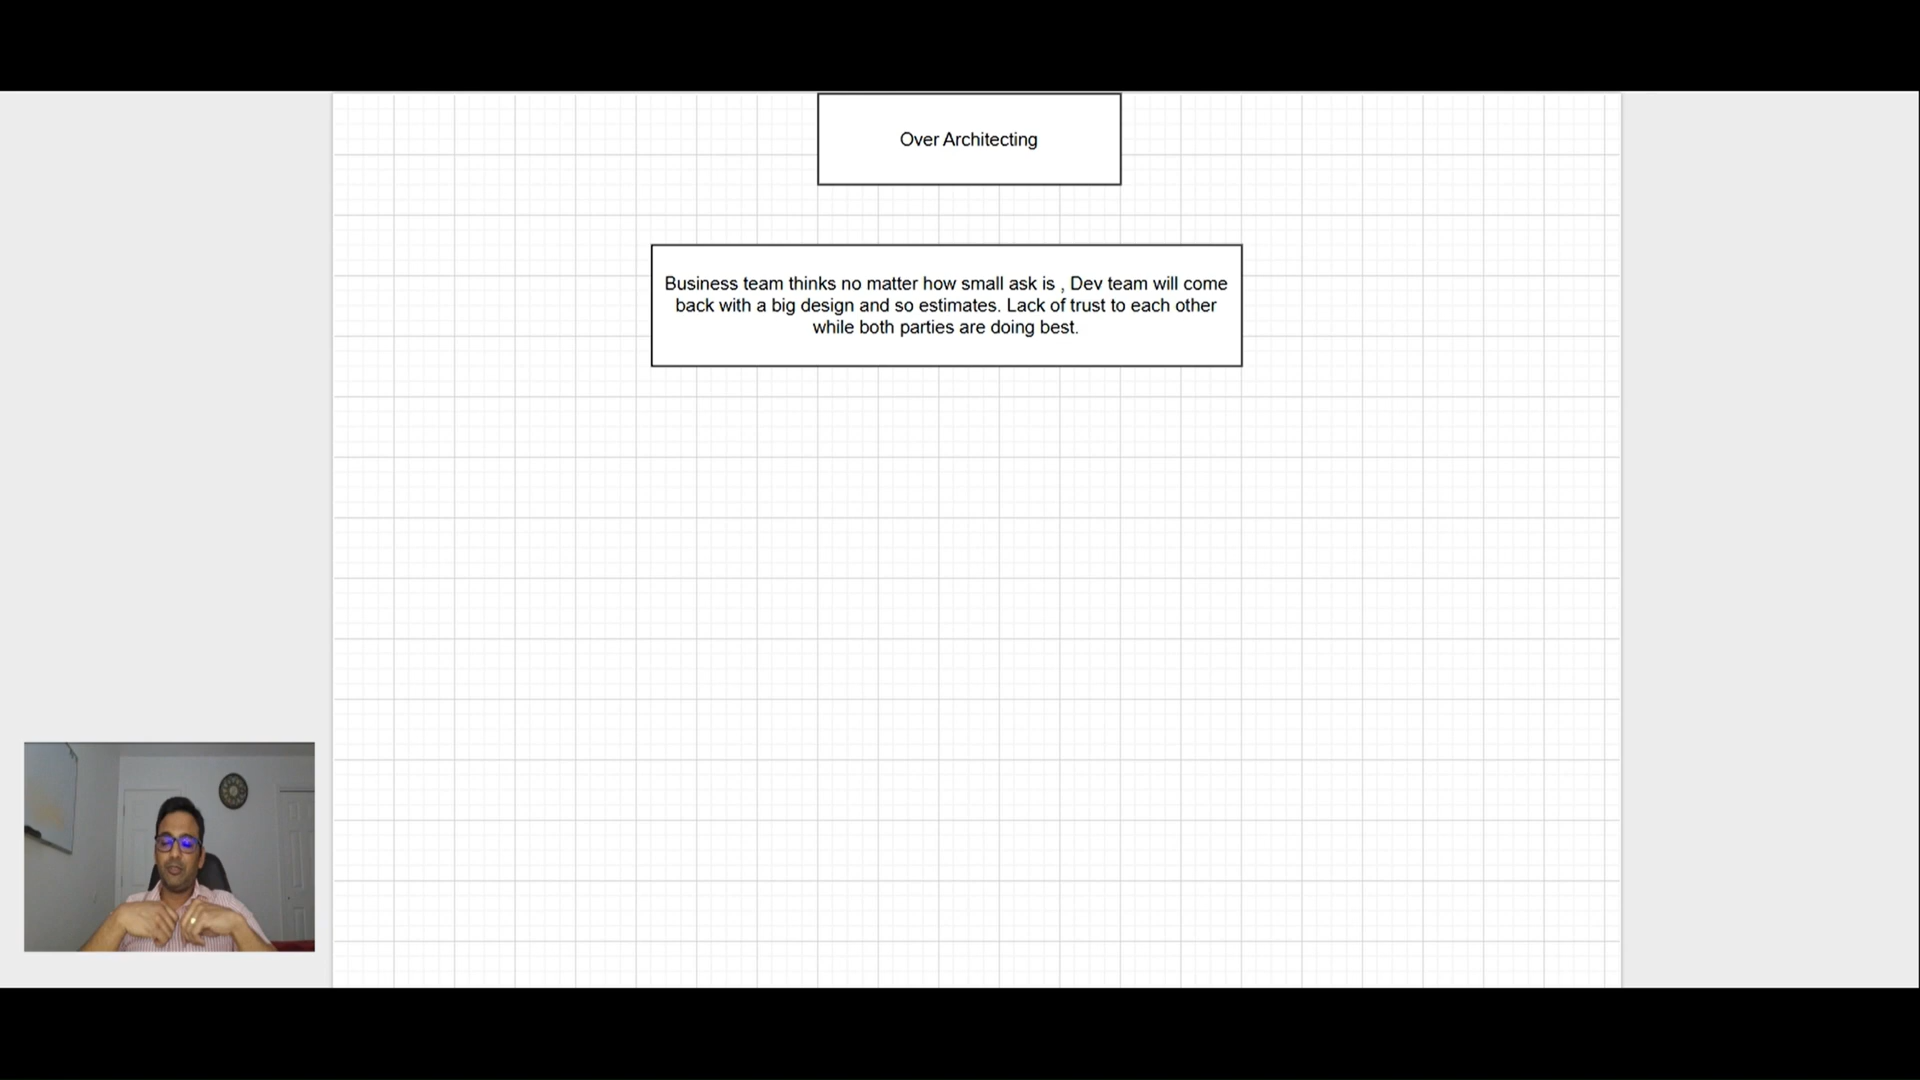 Over Architecting
Business team thinks no matter how small ask is , Dev team will come
back with a big design and so estimates. Lack of trust to each other
while both parties are doing best.